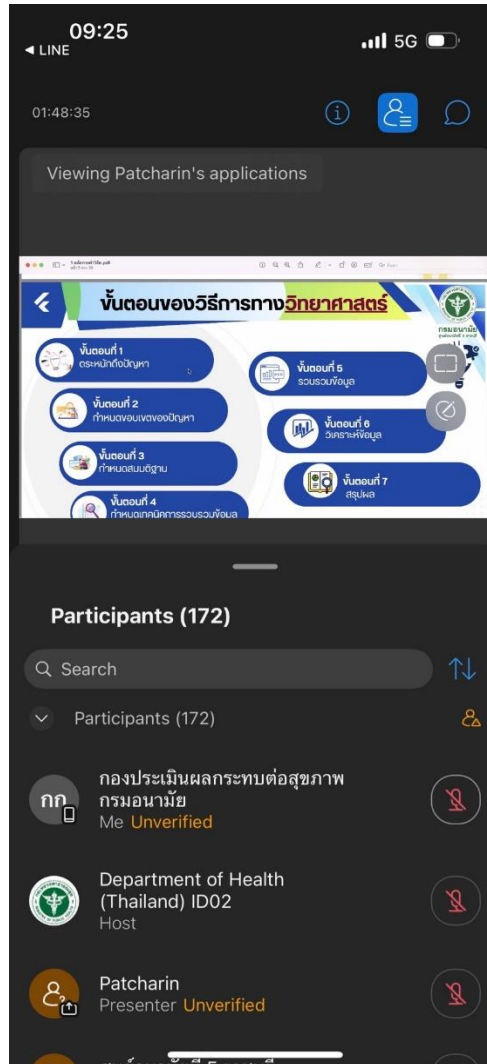 09:25
◀ LINE
5G
01:48:35
Viewing Patcharin's applications
ขั้นตอนของวิธีการทางวิทยาศาสตร์
กรมอนามัย
ขั้นตอนที่ 1
ตระหนักถึงปัญหา
ขั้นตอนที่ 2
กำหนดขอบเขตของปัญหา
ขั้นตอนที่ 3
กำหนดสมมติฐาน
ขั้นตอนที่ 4
กำหนดเทคนิคการรวบรวมข้อมูล
ขั้นตอนที่ 5
รวบรวมข้อมูล
ขั้นตอนที่ 6
วิเคราะห์ข้อมูล
ขั้นตอนที่ 7
สรุปผล
Participants (172)
Search
Participants (172)
กก
กองประเมินผลกระทบต่อสุขภาพ
กรมอนามัย
Me Unverified
Department of Health
(Thailand) ID02
Host
Patcharin
Presenter Unverified